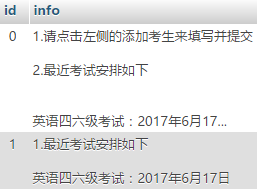 id info
0 1.请点击左侧的添加考生来填写并提交
2.最近考试安排如下
英语四六级考试：2017年6月17...
1 1.最近考试安排如下
英语四六级考试：2017年6月17日